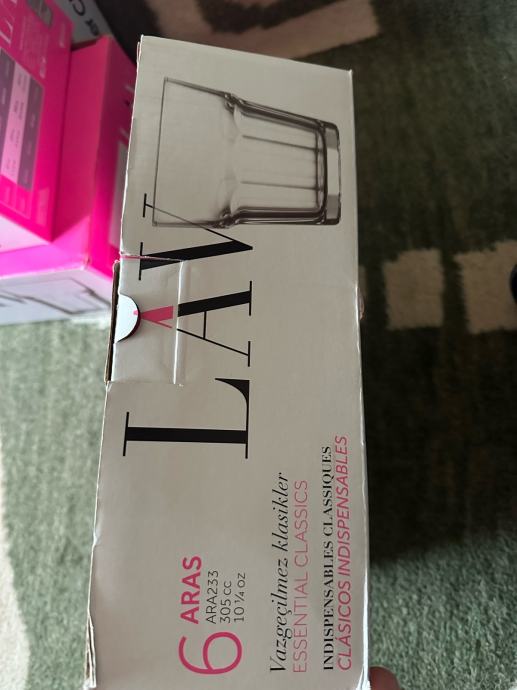 LAV
6 ARAS
ARA233
305 cc
10 ¼ oz
Vazgeçilmez klasikler
ESSENTIAL CLASSICS
INDISPENSABLES CLASSIQUES
CLÁSICOS INDISPENSABLES